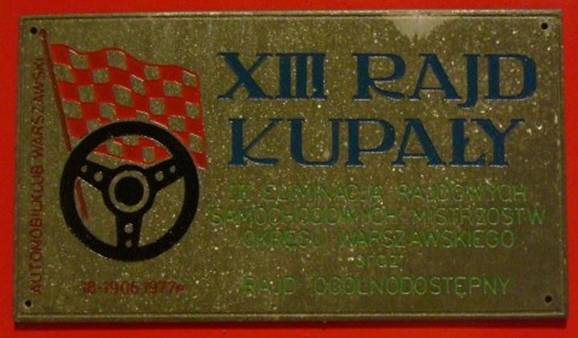 AUTOMOBILKLUB WARSZAWSKI
XIII RAJD
KUPAŁY
ELIMINACJA RAJDOWYCH
SAMOCHODOWYCH MISTRZOSTW
OKRĘGU WARSZAWSKIEGO
oraz
RAJD OGÓLNODOSTĘPNY
18-19.06.1977r